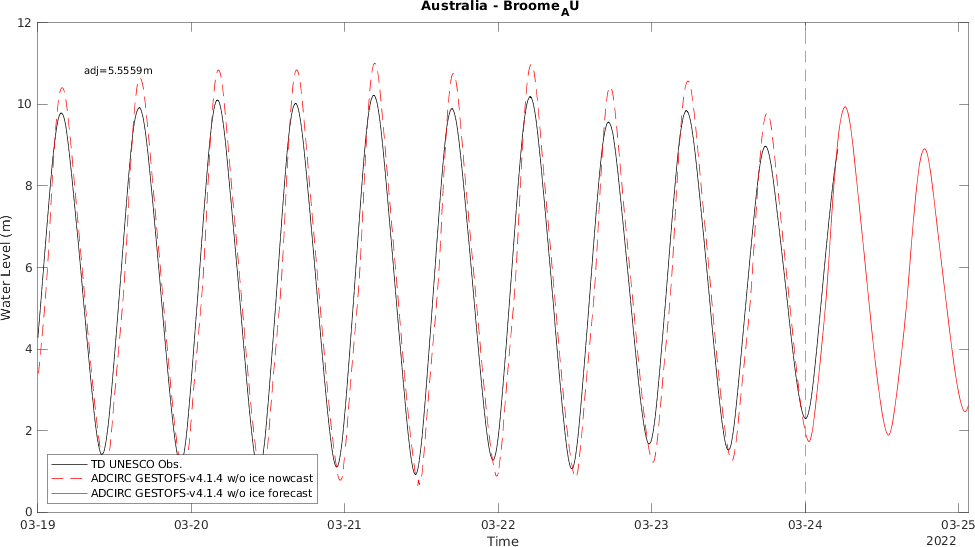 Australia - Broome_AU
12
10
8
6
4
2
0
Water Level (m)
adj=5.5559m
TD UNESCO Obs.
ADCIRC GESTOFS-v4.1.4 w/o ice nowcast
ADCIRC GESTOFS-v4.1.4 w/o ice forecast
03-19 03-20 03-21 03-22 03-23 03-24 03-25
Time
2022